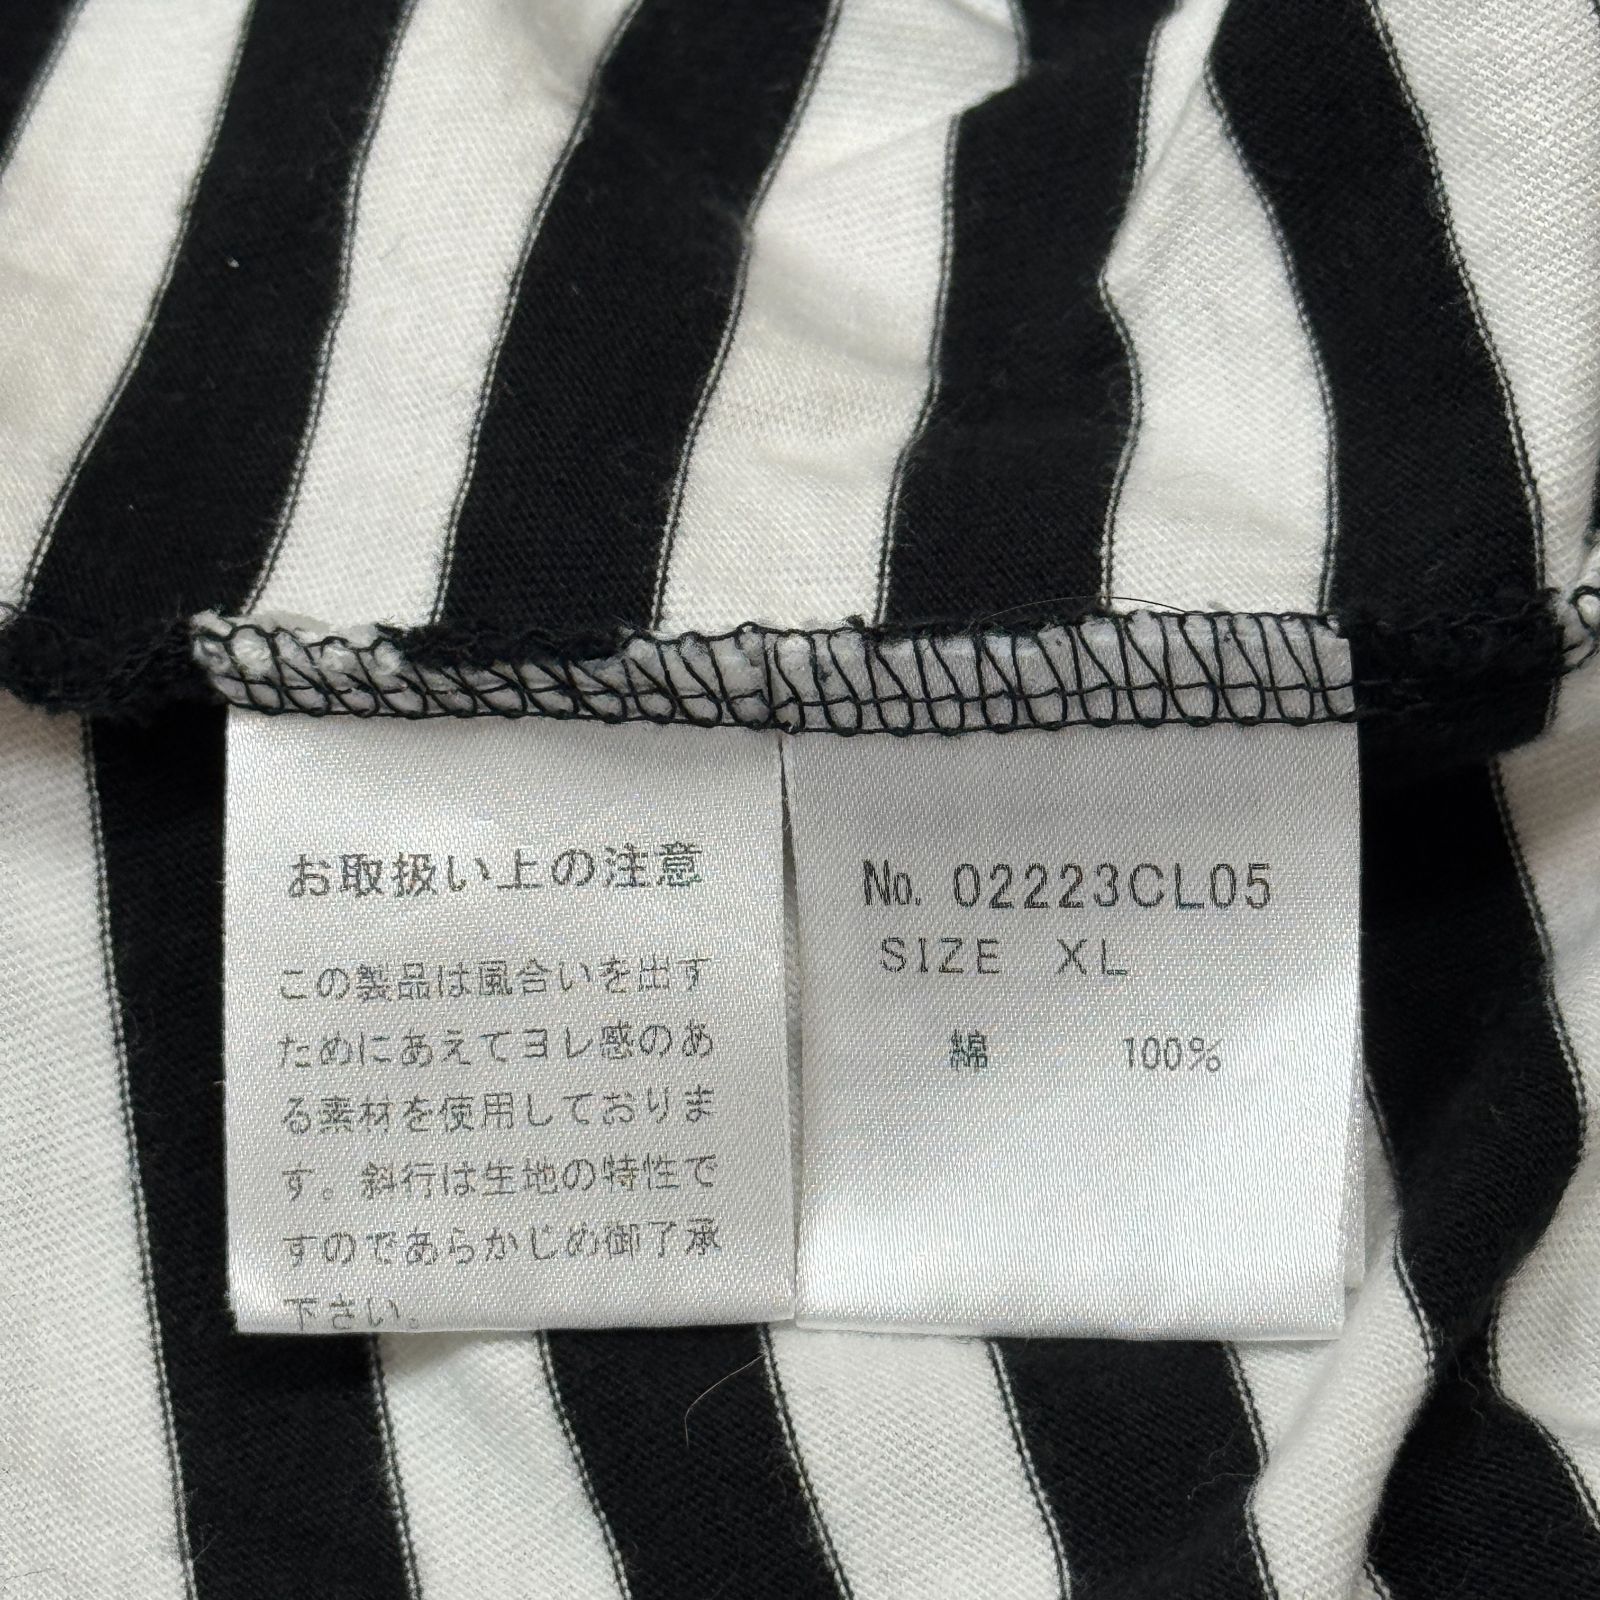 お取扱い上の注意
この製品は風合いを出す
ためにあえてヨレ感のあ
る素材を使用しておりま
す。斜行は生地の特性で
すのであらかじめ御了承
下さい。
No. 02223CL05
SIZE XL
綿 100%